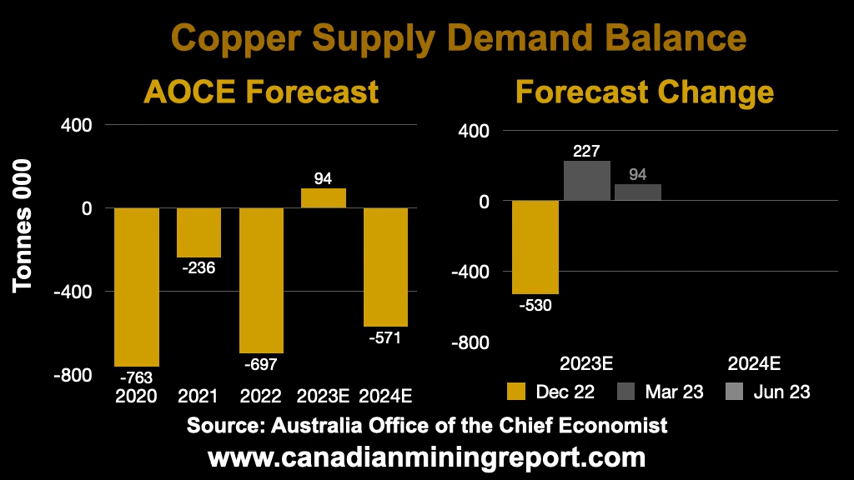 Copper Supply Demand Balance
AOCE Forecast
Forecast Change
Tonnes 000
400
0
-400
-800
-763
-236
-697
94
-571
2020
2021
2022
2023E
2024E
400
0
-400
-800
-530
227
94
2023E
2024E
Dec 22
Mar 23
Jun 23
Source: Australia Office of the Chief Economist
www.canadianminingreport.com